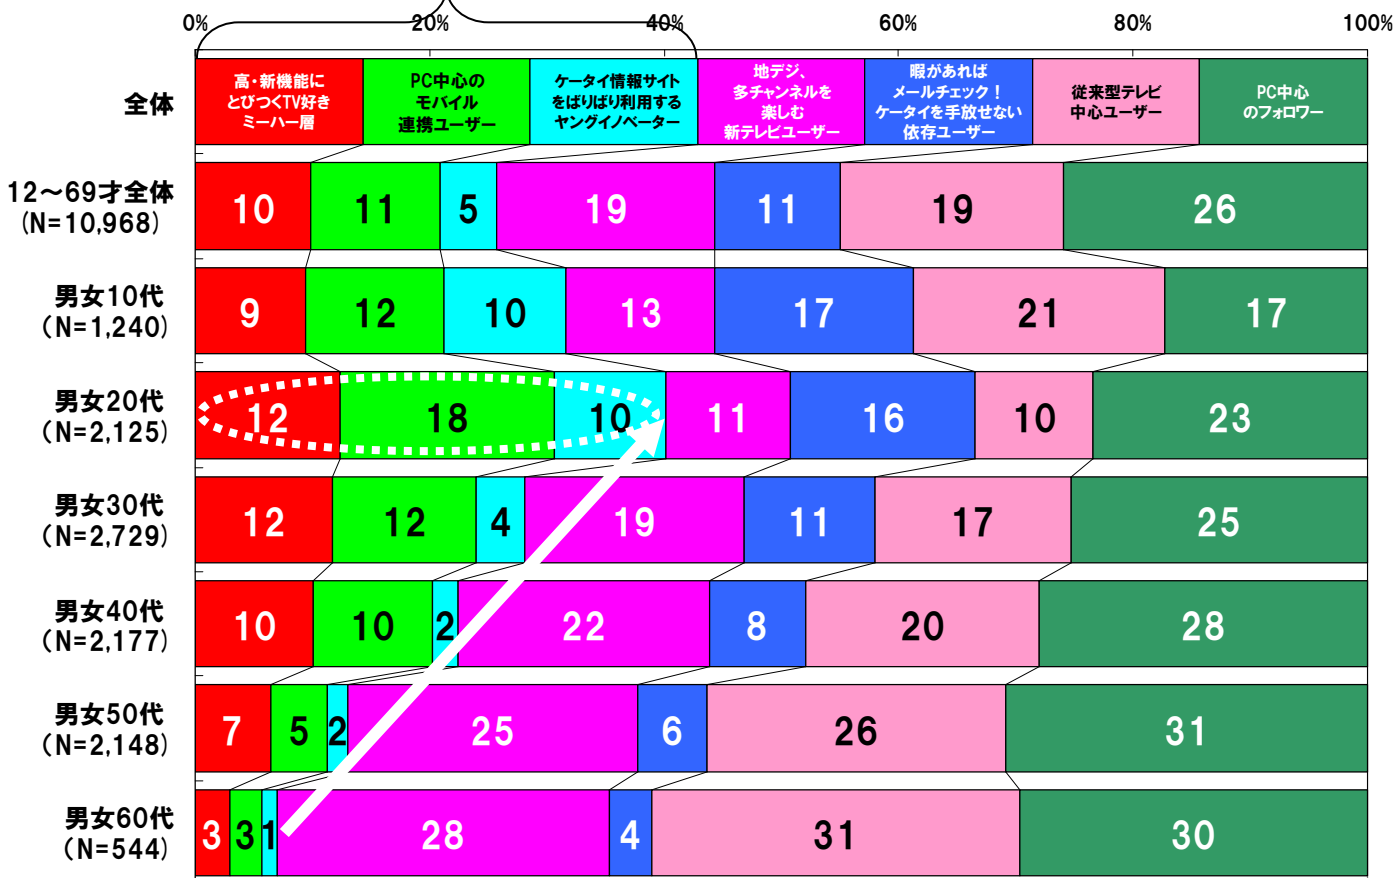 0% 20% 40% 60% 80% 100%
全体
高・新機能に
とびつくTV好き
ミーハー層
PC中心の
モバイル
連携ユーザー
ケータイ情報サイト
をばりばり利用する
ヤングイノベーター
地デジ、
多チャンネルを
楽しむ
新テレビユーザー
暇があれば
メールチェック！
ケータイを手放せない
依存ユーザー
従来型テレビ
中心ユーザー
PC中心
のフォロワー
12～69才全体
(N=10,968)
10 11 5 19 11 19 26
男女10代
(N=1,240)
9 12 10 13 17 21 17
男女20代
(N=2,125)
12 18 10 11 16 10 23
男女30代
(N=2,729)
12 12 4 19 11 17 25
男女40代
(N=2,177)
10 10 2 22 8 20 28
男女50代
(N=2,148)
7 5 2 25 6 26 31
男女60代
(N=544)
3 3 1 28 4 31 30